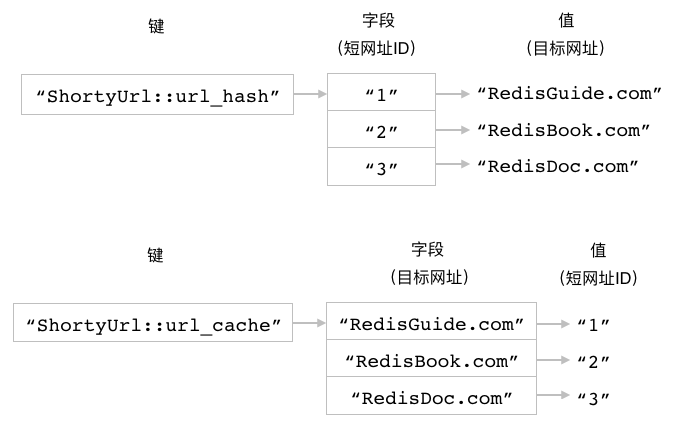 键 字段 值
（短网址ID） （目标网址）
“ShortyUrl::url_hash” “1” “RedisGuide.com”
“2” “RedisBook.com”
“3” “RedisDoc.com”
键 字段 值
（目标网址） （短网址ID）
“ShortyUrl::url_cache” “RedisGuide.com” “1”
“RedisBook.com” “2”
“RedisDoc.com” “3”